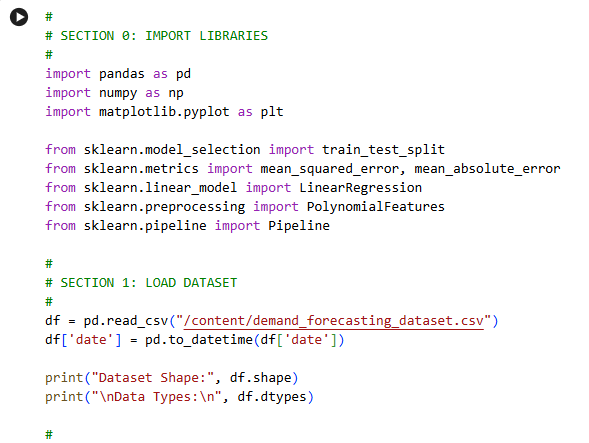 #
# SECTION 0: IMPORT LIBRARIES
#
import pandas as pd
import numpy as np
import matplotlib.pyplot as plt
from sklearn.model_selection import train_test_split
from sklearn.metrics import mean_squared_error, mean_absolute_error
from sklearn.linear_model import LinearRegression
from sklearn.preprocessing import PolynomialFeatures
from sklearn.pipeline import Pipeline
#
# SECTION 1: LOAD DATASET
#
df = pd.read_csv("/content/demand_forecasting_dataset.csv")
df['date'] = pd.to_datetime(df['date'])
print("Dataset Shape:", df.shape)
print("\nData Types:\n", df.dtypes)
#